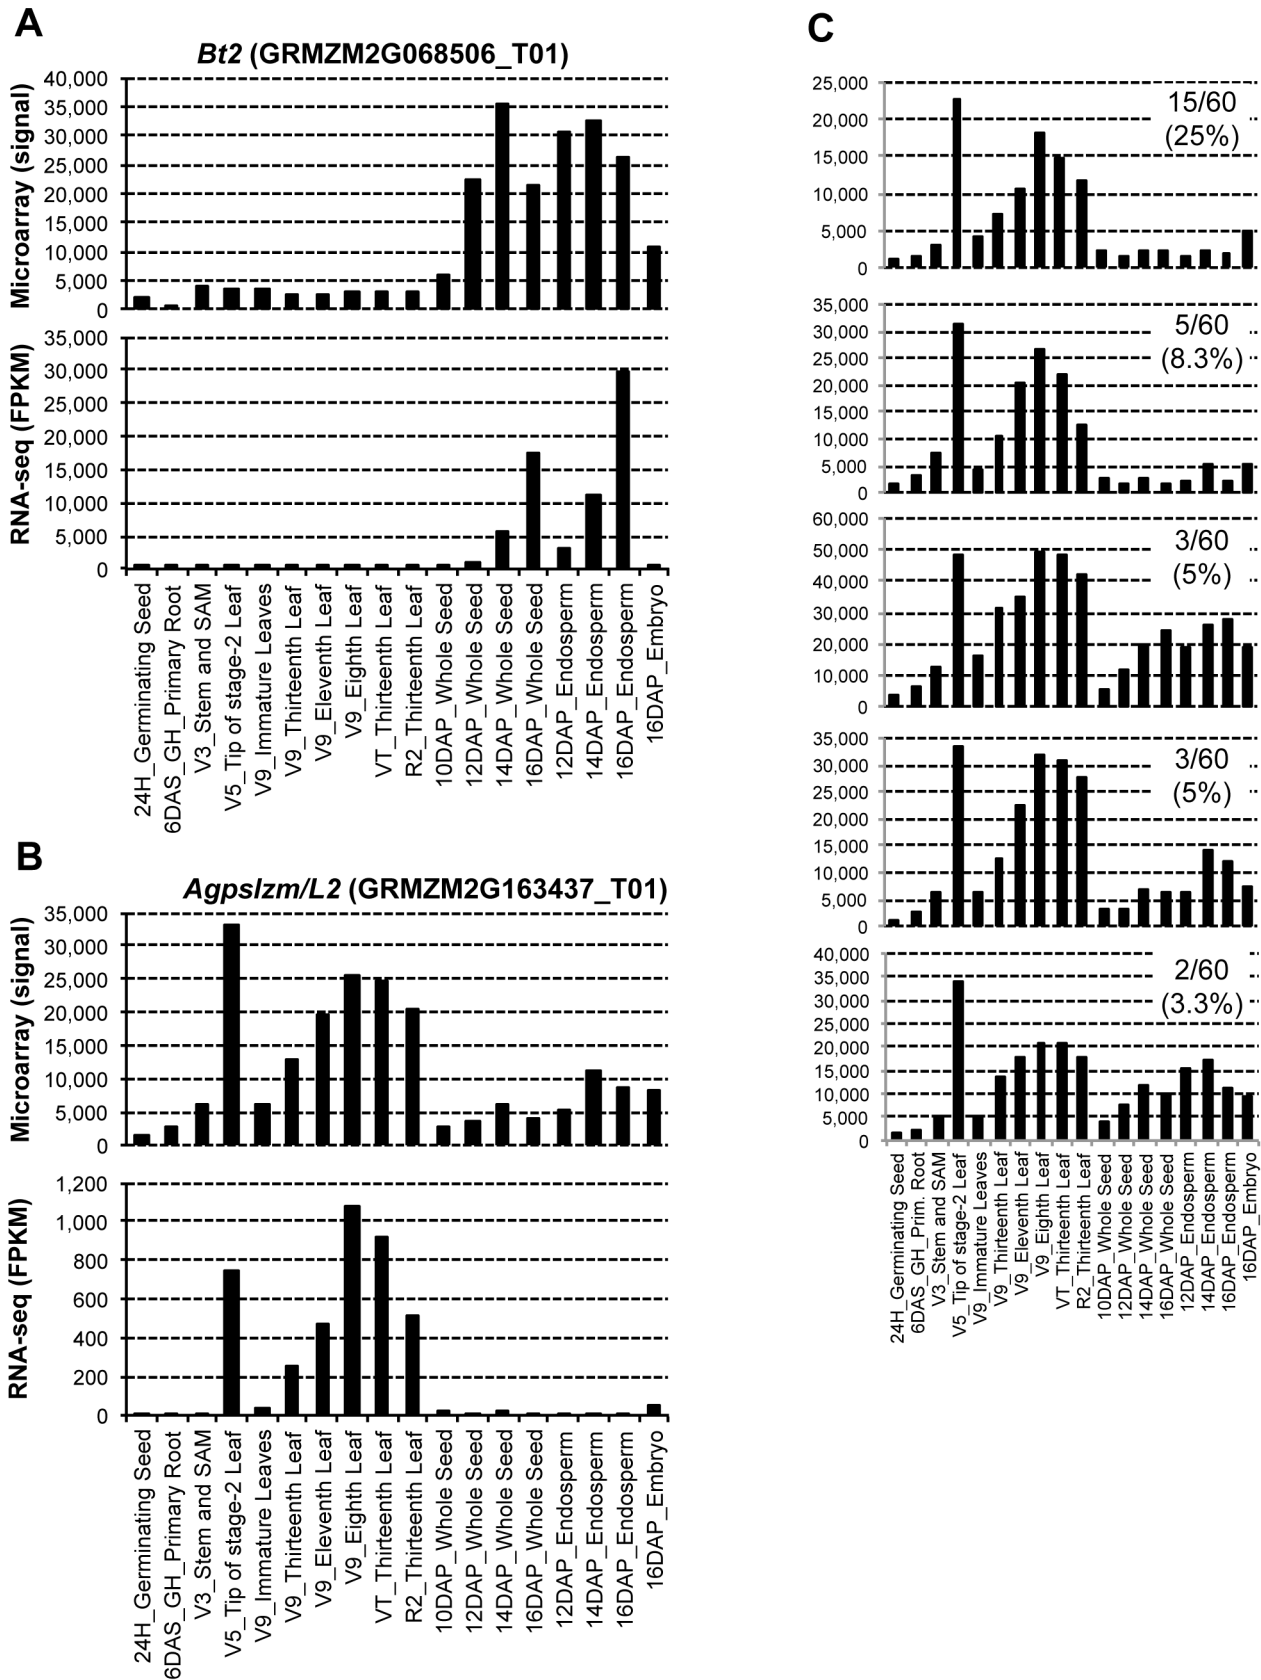 A
Bt2 (GRMZM2G068506_T01)
Microarray (signal)
40,000
35,000
30,000
25,000
20,000
15,000
10,000
5,000
0
RNA-seq (FPKM)
35,000
30,000
25,000
20,000
15,000
10,000
5,000
0
24H_Germinating Seed
6DAS_GH_Primary Root
V3_Stem and SAM
V5_Tip of stage-2 Leaf
V9_Immature Leaves
V9_Thirteenth Leaf
V9_Eleventh Leaf
V9_Eighth Leaf
VT_Thirteenth Leaf
R2_Thirteenth Leaf
10DAP_Whole Seed
12DAP_Whole Seed
14DAP_Whole Seed
16DAP_Whole Seed
12DAP_Endosperm
14DAP_Endosperm
16DAP_Endosperm
16DAP_Embryo
B
Agpslzm/L2 (GRMZM2G163437_T01)
Microarray (signal)
35,000
30,000
25,000
20,000
15,000
10,000
5,000
0
RNA-seq (FPKM)
1,200
1,000
800
600
400
200
0
24H_Germinating Seed
6DAS_GH_Primary Root
V3_Stem and SAM
V5_Tip of stage-2 Leaf
V9_Immature Leaves
V9_Thirteenth Leaf
V9_Eleventh Leaf
V9_Eighth Leaf
VT_Thirteenth Leaf
R2_Thirteenth Leaf
10DAP_Whole Seed
12DAP_Whole Seed
14DAP_Whole Seed
16DAP_Whole Seed
12DAP_Endosperm
14DAP_Endosperm
16DAP_Endosperm
16DAP_Embryo
C
25,000
20,000
15,000
10,000
5,000
0
15/60
(25%)
35,000
30,000
25,000
20,000
15,000
10,000
5,000
0
5/60
(8.3%)
60,000
50,000
40,000
30,000
20,000
10,000
0
3/60
(5%)
35,000
30,000
25,000
20,000
15,000
10,000
5,000
0
3/60
(5%)
40,000
35,000
30,000
25,000
20,000
15,000
10,000
5,000
0
2/60
(3.3%)
24H_Germinating Seed
6DAS_GH_Prim. Root
V3_Stem and SAM
V5_Tip of stage-2 Leaf
V9_Immature Leaves
V9_Thirteenth Leaf
V9_Eleventh Leaf
V9_Eighth Leaf
VT_Thirteenth Leaf
R2_Thirteenth Leaf
10DAP_Whole Seed
12DAP_Whole Seed
14DAP_Whole Seed
16DAP_Whole Seed
12DAP_Endosperm
14DAP_Endosperm
16DAP_Endosperm
16DAP_Embryo